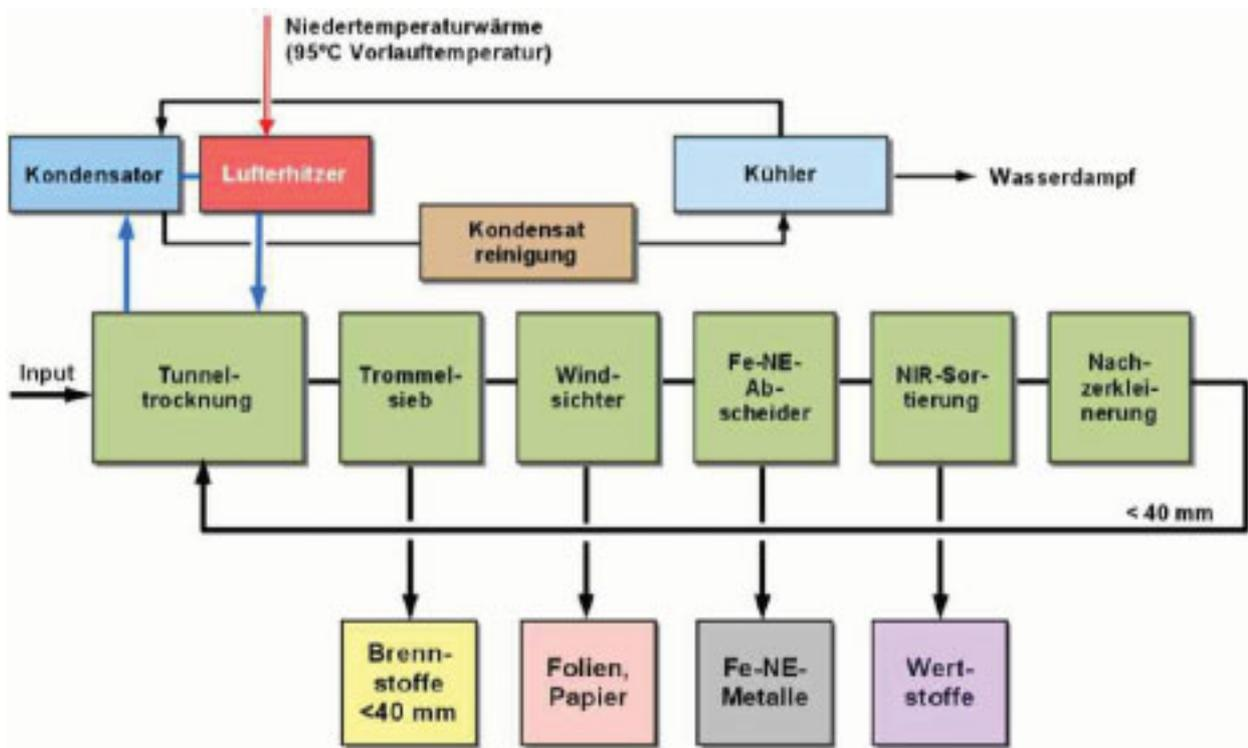 Niedertemperaturwärme
(95°C Vorlauftemperatur)
Kondensator
Lufterhitzer
Kühler
Wasserdampf
Kondensat
reinigung
Input
Tunnel-
trocknung
Trommel-
sieb
Wind-
sichter
Fe-NE-
Ab-
scheider
NIR-Sor-
tierung
Nach-
zerklei-
nerung
< 40 mm
Brenn-
stoffe
<40 mm
Folien,
Papier
Fe-NE-
Metalle
Wert-
stoffe